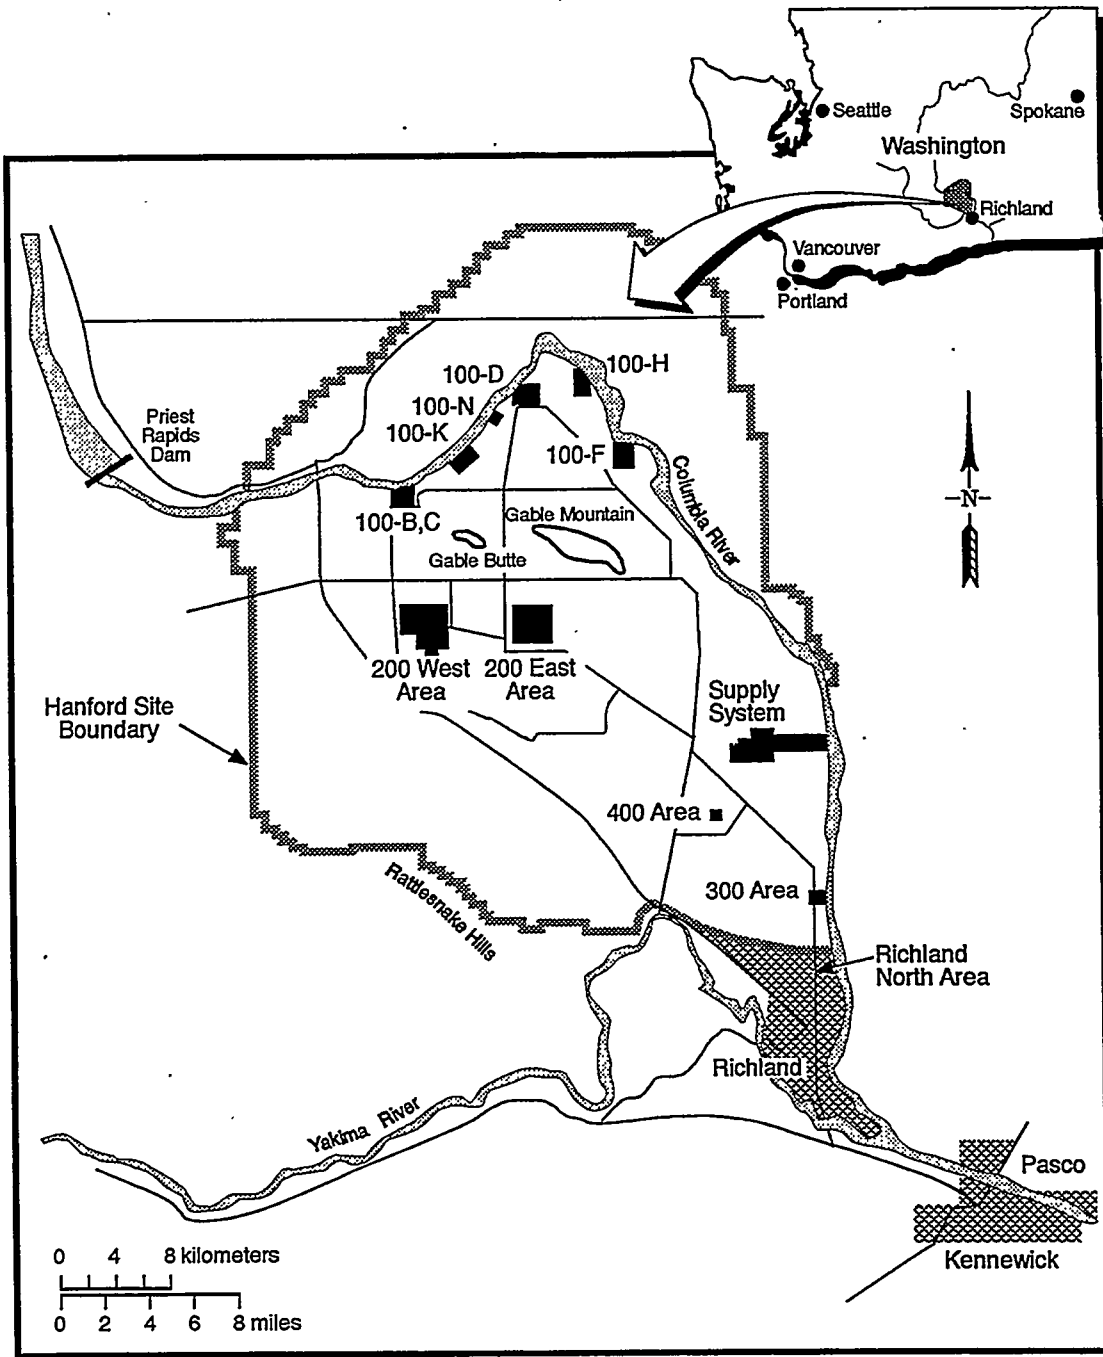 Seattle
Spokane
Washington
Richland
Vancouver
Portland
100-H
100-D
100-N
100-K
Priest
Rapids
Dam
100-F
Columbia River
N
100-B,C
Gable Mountain
Gable Butte
200 West
Area
200 East
Area
Supply
System
Hanford Site
Boundary
400 Area
300 Area
Rattlesnake Hills
Richland
North Area
Richland
Yakima River
Pasco
Kennewick
0 4 8 kilometers
0 2 4 6 8 miles